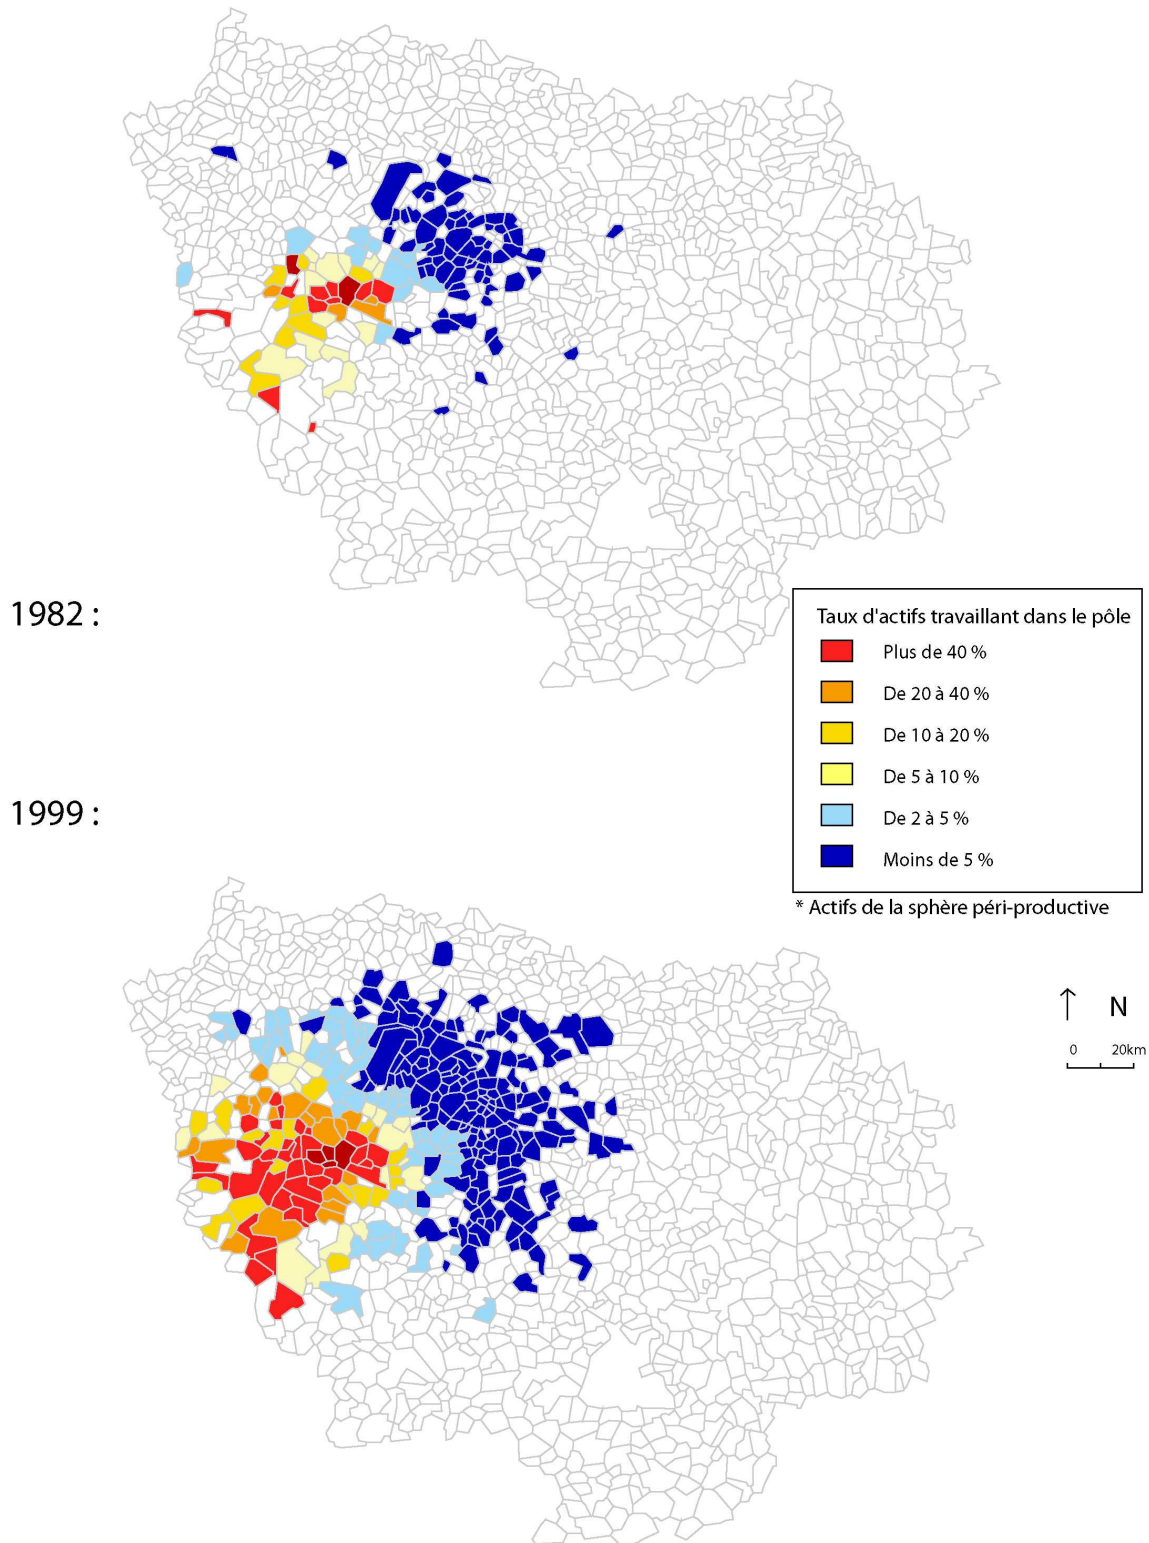 1982 :
Taux d'actifs travaillant dans le pôle
Plus de 40 %
De 20 à 40 %
De 10 à 20 %
De 5 à 10 %
De 2 à 5 %
Moins de 5 %
* Actifs de la sphère péri-productive
1999 :
N
0 20km